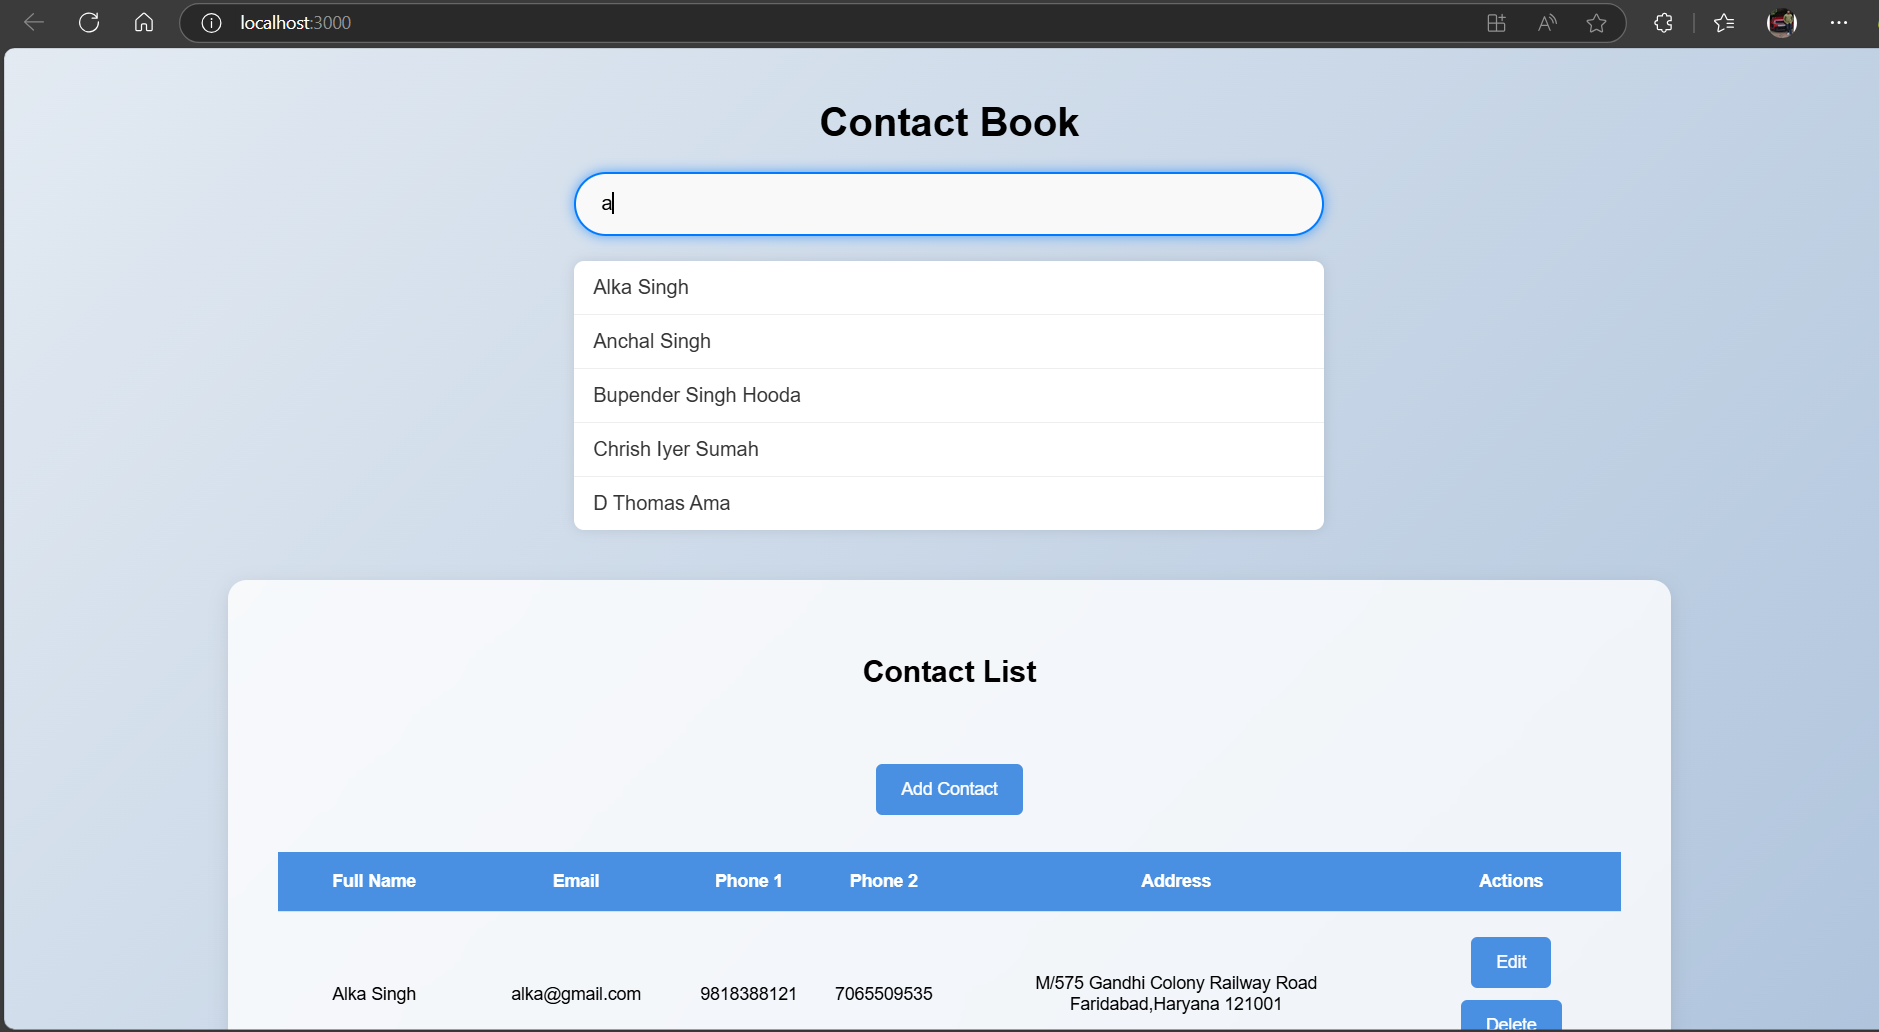 localhost:3000
Contact Book
a
Alka Singh
Anchal Singh
Bupender Singh Hooda
Chrish Iyer Sumah
D Thomas Ama
Contact List
Add Contact
Full Name Email Phone 1 Phone 2 Address Actions
Edit
Alka Singh alka@gmail.com 9818388121 7065509535 M/575 Gandhi Colony Railway Road
Faridabad,Haryana 121001
Delete